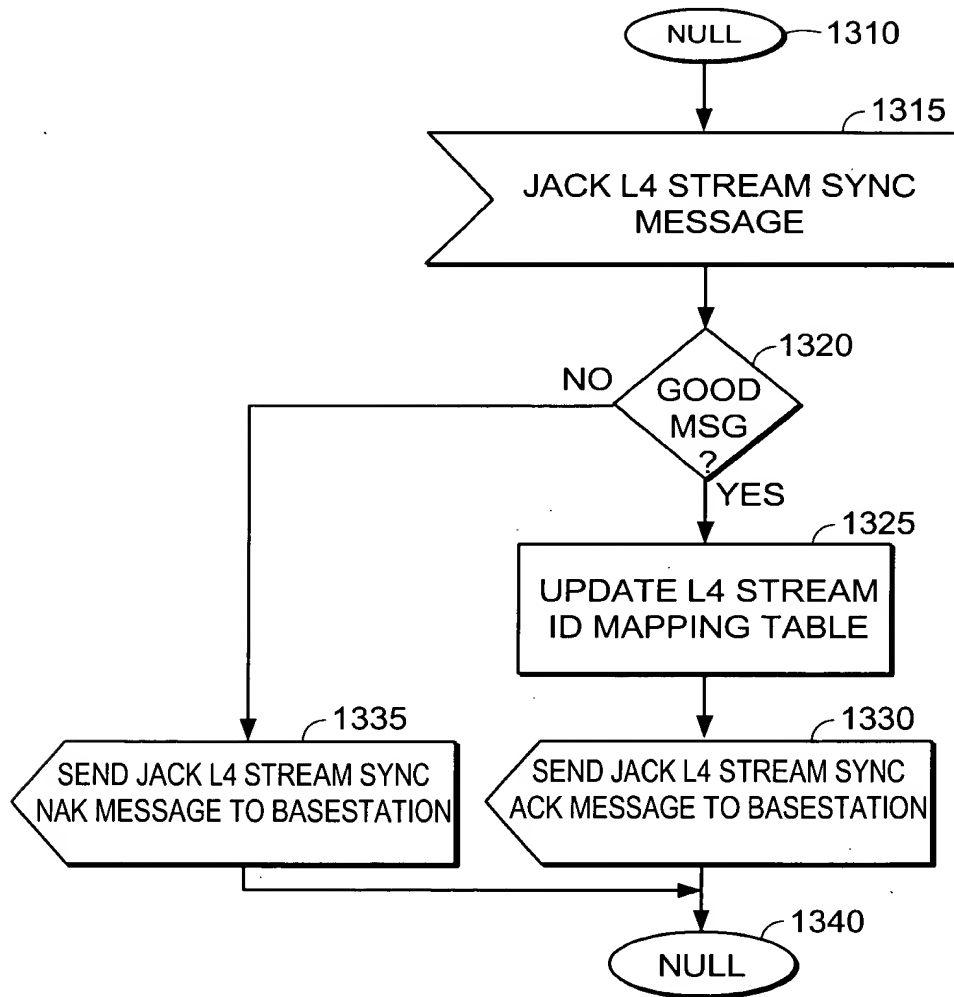 NULL
1310
1315
JACK L4 STREAM SYNC
MESSAGE
1320
NO
GOOD
MSG
?
YES
1325
UPDATE L4 STREAM
ID MAPPING TABLE
1335
SEND JACK L4 STREAM SYNC
NAK MESSAGE TO BASESTATION
1330
SEND JACK L4 STREAM SYNC
ACK MESSAGE TO BASESTATION
1340
NULL